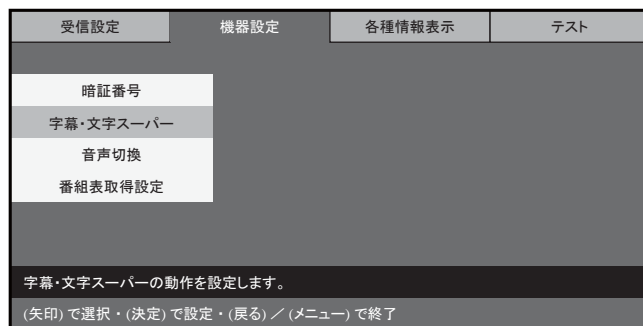 受信設定 機器設定 各種情報表示 テスト
暗証番号
字幕・文字スーパー
音声切換
番組表取得設定
字幕・文字スーパーの動作を設定します。
(矢印) で選択・(決定) で設定・(戻る) ／ (メニュー) で終了